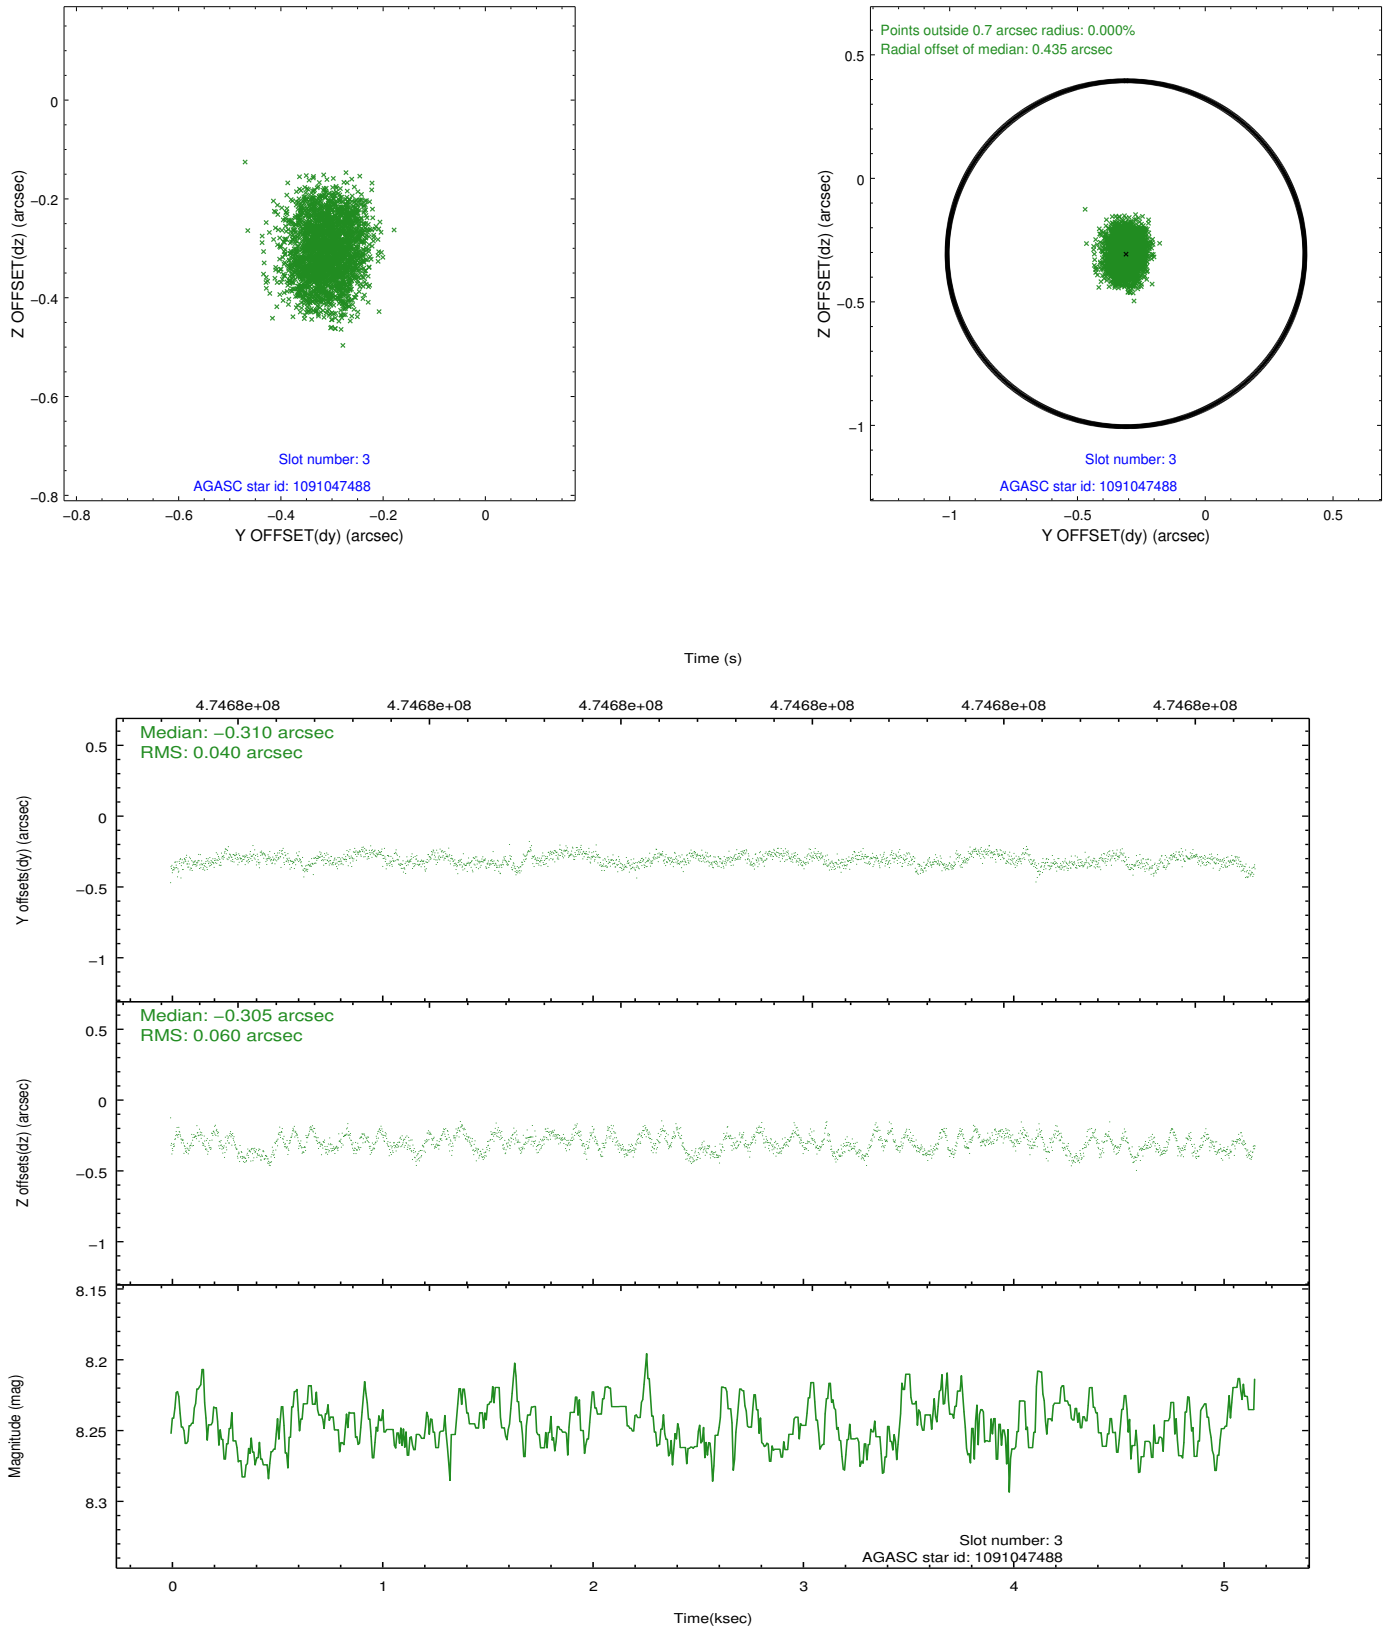 0
−0.2
−0.4
−0.6
−0.8
Z OFFSET(dz) (arcsec)
Slot number: 3
AGASC star id: 1091047488
−0.8
−0.6
−0.4
−0.2
0
Y OFFSET(dy) (arcsec)
Points outside 0.7 arcsec radius: 0.000%
Radial offset of median: 0.435 arcsec
0.5
0
−0.5
−1
Z OFFSET(dz) (arcsec)
Slot number: 3
AGASC star id: 1091047488
−1
−0.5
0
0.5
Y OFFSET(dy) (arcsec)
Time (s)
4.7468e+08
4.7468e+08
4.7468e+08
4.7468e+08
4.7468e+08
4.7468e+08
Median: −0.310 arcsec
RMS: 0.040 arcsec
0.5
0
−0.5
−1
Y offsets(dy) (arcsec)
Median: −0.305 arcsec
RMS: 0.060 arcsec
0.5
0
−0.5
−1
Z offsets(dz) (arcsec)
8.15
8.2
8.25
8.3
Magnitude (mag)
Slot number: 3
AGASC star id: 1091047488
0
1
2
3
4
5
Time(ksec)